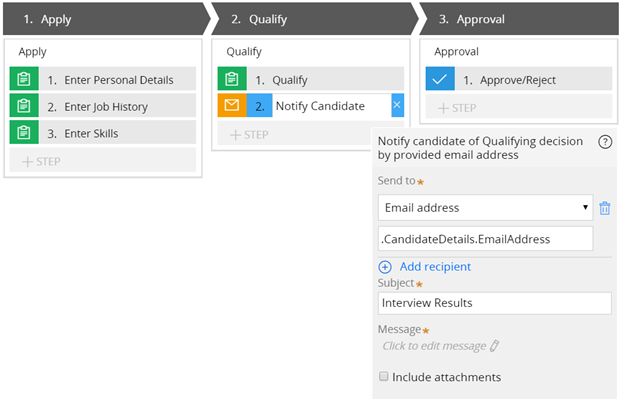 1. Apply
2. Qualify
3. Approval
Apply
1. Enter Personal Details
2. Enter Job History
3. Enter Skills
+ STEP
Qualify
1. Qualify
2. Notify Candidate ×
+ STEP
Approval
1. Approve/Reject
+ STEP
Notify candidate of Qualifying decision ?
by provided email address
Send to *
Email address
.CandidateDetails.EmailAddress
+ Add recipient
Subject *
Interview Results
Message *
Click to edit message
Include attachments